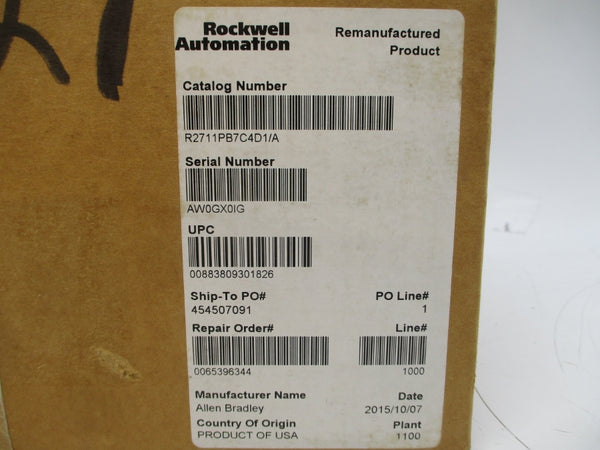 Rockwell Automation
Remanufactured Product
Catalog Number
R2711PB7C4D1/A
Serial Number
AW0GX0IG
UPC
00883809301826
Ship-To PO# PO Line#
454507091 1
Repair Order# Line#
0065396344 1000
Manufacturer Name Date
Allen Bradley 2015/10/07
Country Of Origin Plant
PRODUCT OF USA 1100